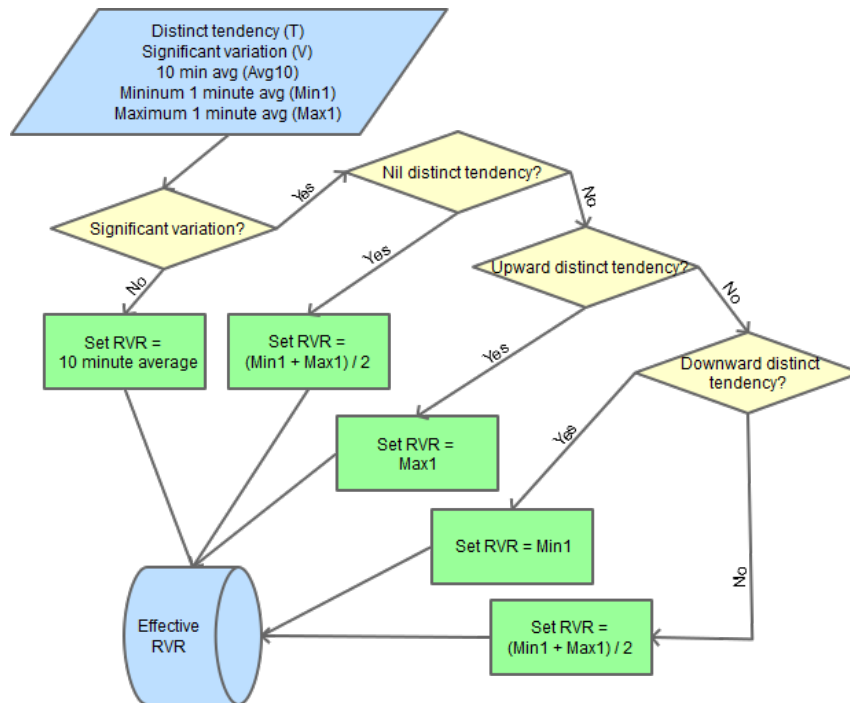 Distinct tendency (T)
Significant variation (V)
10 min avg (Avg10)
Mininum 1 minute avg (Min1)
Maximum 1 minute avg (Max1)
Significant variation?
Yes
Nil distinct tendency?
No
No
Yes
Upward distinct tendency?
No
Set RVR =
10 minute average
Set RVR =
(Min1 + Max1) / 2
Yes
Downward distinct
tendency?
Set RVR =
Max1
Yes
Set RVR = Min1
No
Effective
RVR
Set RVR =
(Min1 + Max1) / 2